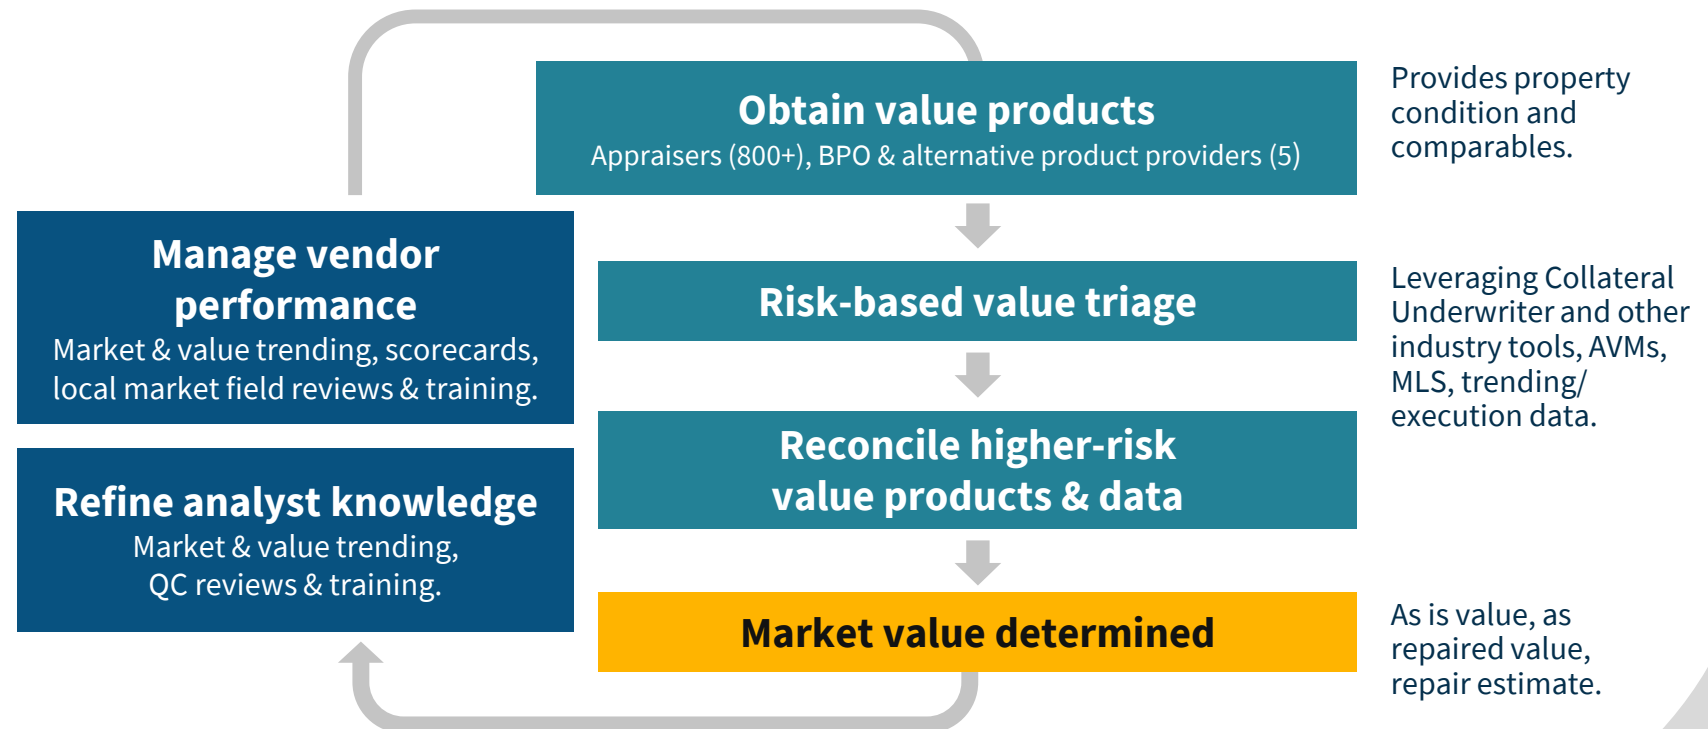 Obtain value products
Appraisers (800+), BPO & alternative product providers (5)
Provides property
condition and
comparables.
Manage vendor
performance
Market & value trending, scorecards,
local market field reviews & training.
Risk-based value triage
Leveraging Collateral
Underwriter and other
industry tools, AVMs,
MLS, trending/
execution data.
Reconcile higher-risk
value products & data
Refine analyst knowledge
Market & value trending,
QC reviews & training.
Market value determined
As is value, as
repaired value,
repair estimate.